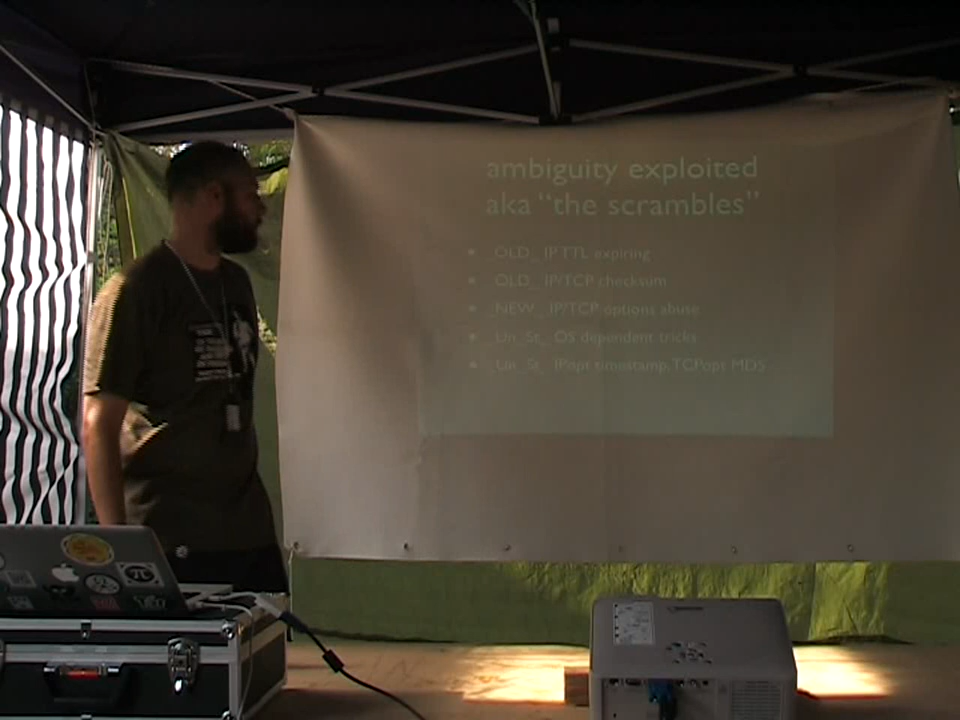 ambiguity exploited
aka “the scrambles”
• _OLD_ IP TTL expiring
• _OLD_ IP/TCP checksum
• _NEW_ IP/TCP options abuse
• _Un_St_ OS dependent tricks
• _Un_St_ IPopt timestamp, TCPopt MD5